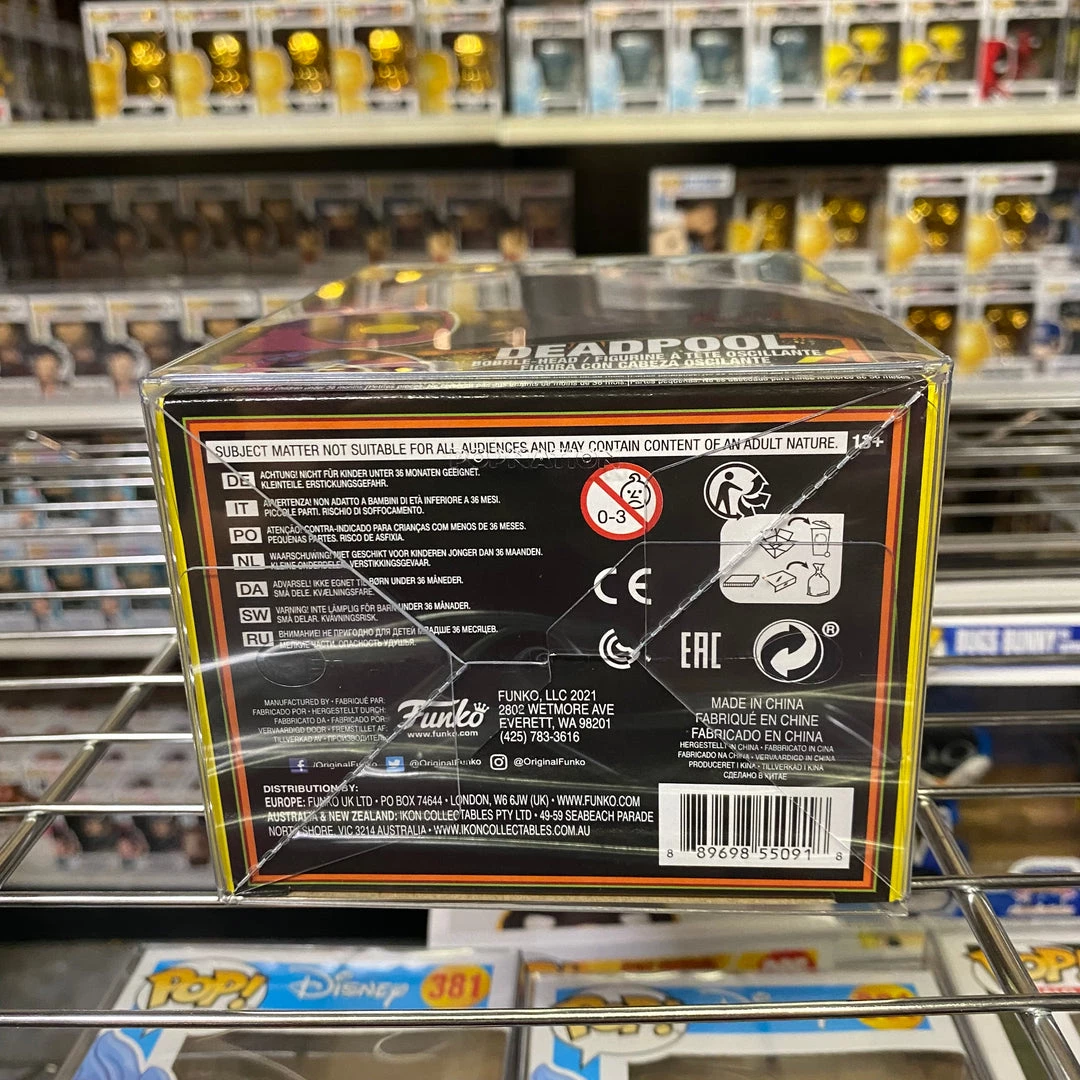 DEADPOOL
BOBBLE-HEAD / FIGURINE À TÊTE OSCILLANTE
FIGURA CON CABEZA OSCILANTE
SUBJECT MATTER NOT SUITABLE FOR ALL AUDIENCES AND MAY CONTAIN CONTENT OF AN ADULT NATURE. 18+
POPNATION
DE ACHTUNG! NICHT FÜR KINDER UNTER 36 MONATEN GEEIGNET.
KLEINTEILE. ERSTICKUNGSGEFAHR.
IT AVVERTENZA! NON ADATTO A BAMBINI DI ETÀ INFERIORE A 36 MESI.
PICCOLE PARTI. RISCHIO DI SOFFOCAMENTO.
PO ATENÇÃO: CONTRA-INDICADO PARA CRIANÇAS COM MENOS DE 36 MESES.
PEQUENAS PARTES. RISCO DE ASFIXIA.
NL WAARSCHUWING! NIET GESCHIKT VOOR KINDEREN JONGER DAN 36 MAANDEN.
KLEINE ONDERDELEN. VERSTIKKINGSGEVAAR.
DA ADVARSEL! IKKE EGNET TIL BØRN UNDER 36 MÅNEDER.
SMÅ DELE. KVÆLNINGSFARE.
SW VARNING! INTE LÄMPLIG FÖR BARN UNDER 36 MÅNADER.
SMÅ DELAR. KVÄVNINGSRISK.
RU ВНИМАНИЕ! НЕ ПРИГОДНО ДЛЯ ДЕТЕЙ МЛАДШЕ 36 МЕСЯЦЕВ.
МЕЛКИЕ ЧАСТИ. ОПАСНОСТЬ УДУШЬЯ.
0-3
CE
EAC
®
MANUFACTURED BY • FABRIQUÉ PAR:
FABRICADO POR • HERGESTELLT DURCH:
FABBRICATO DA • FABRICADO POR:
VERVAARDIGD DOOR • FREMSTILLET AF:
TILLVERKAD AV • ПРОИЗВОДИТЕЛЬ:
Funko
www.funko.com
FUNKO, LLC 2021
2802 WETMORE AVE
EVERETT, WA 98201
(425) 783-3616
/OriginalFunko @OriginalFunko @OriginalFunko
MADE IN CHINA
FABRIQUÉ EN CHINE
FABRICADO EN CHINA
HERGESTELLT IN CHINA • FABBRICATO IN CINA
FABRICADO NA CHINA • VERVAARDIGD IN CHINA
PRODUCERET I KINA • TILLVERKAD I KINA
СДЕЛАНО В КИТАЕ
DISTRIBUTION BY:
EUROPE: FUNKO UK LTD • PO BOX 74644 • LONDON, W6 6JW (UK) • WWW.FUNKO.COM
AUSTRALIA & NEW ZEALAND: IKON COLLECTABLES PTY LTD • 49-59 SEABEACH PARADE
NORTH SHORE, VIC 3214 AUSTRALIA • WWW.IKONCOLLECTABLES.COM.AU
8 89698 55091 8
BUGS BUNNY
POP! Disney 381
POP!